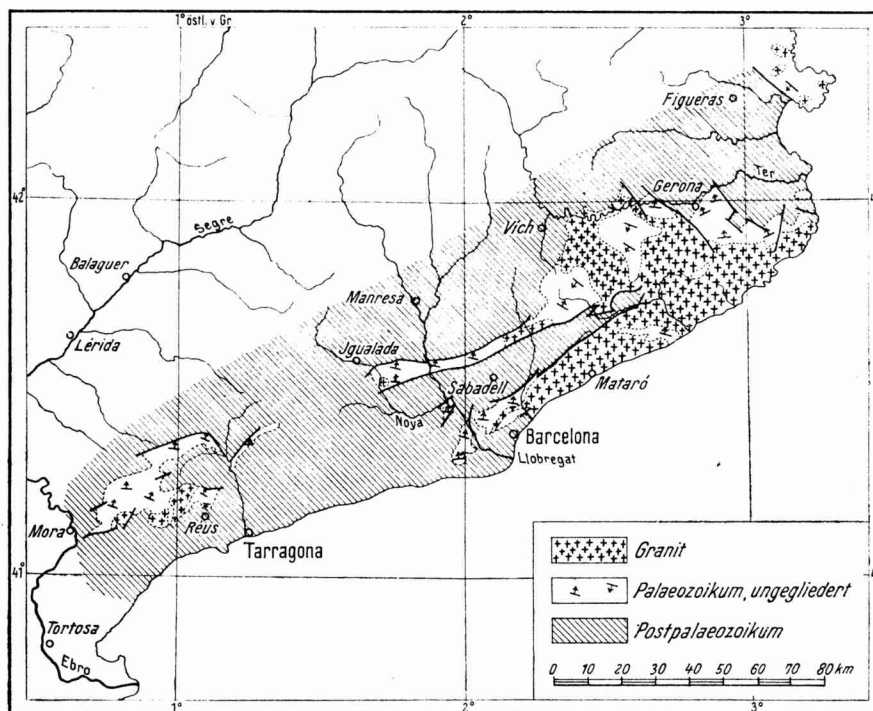 1° östl. v Gr
2°
3°
Figueras
Ter
42°
42°
Gerona
Segre
Vich
Balaguer
Manresa
Lérida
Jgualada
Sabadell
Mataró
Noya
Barcelona
Llobregat
Mora
Reus
Tarragona
Granit
41°
41°
Palaeozoikum, ungegliedert
Tortosa
Postpalaeozoikum
Ebro
0 10 20 30 40 50 60 70 80 km
1°
2°
3°